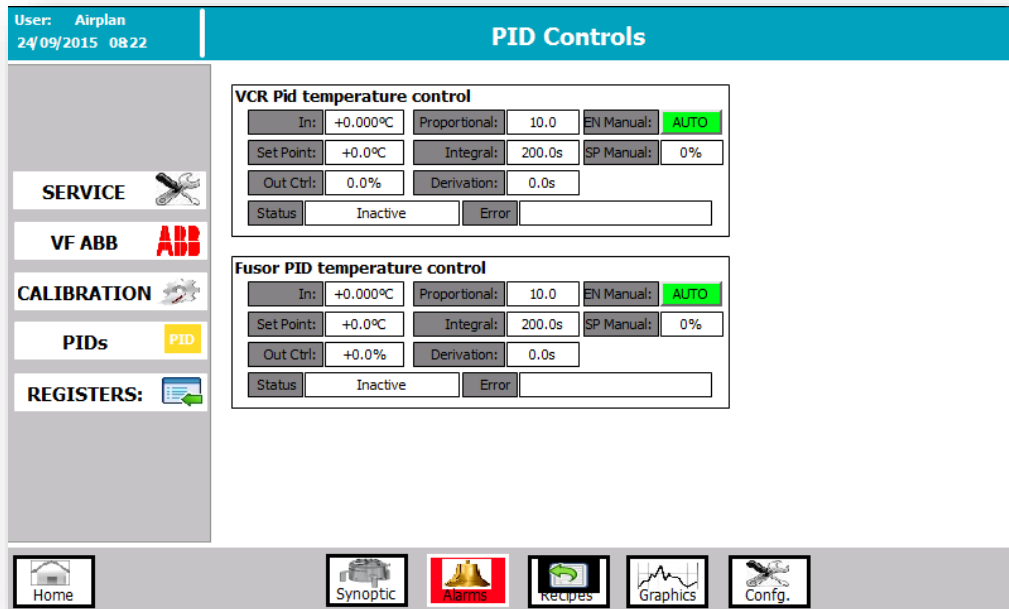 User: Airplan
24/09/2015 08:22
PID Controls
SERVICE
VF ABB ABB
CALIBRATION
PIDs PID
REGISTERS:
VCR Pid temperature control
In: +0.000ºC Proportional: 10.0 EN Manual: AUTO
Set Point: +0.0ºC Integral: 200.0s SP Manual: 0%
Out Ctrl: 0.0% Derivation: 0.0s
Status Inactive Error
Fusor PID temperature control
In: +0.000ºC Proportional: 10.0 EN Manual: AUTO
Set Point: +0.0ºC Integral: 200.0s SP Manual: 0%
Out Ctrl: +0.0% Derivation: 0.0s
Status Inactive Error
Home Synoptic Alarms Recipes Graphics Confg.